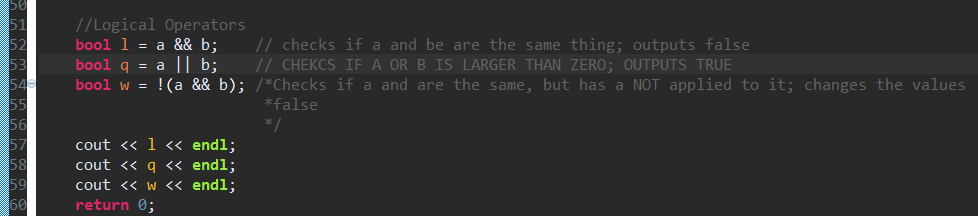 50
51 //Logical Operators
52 bool l = a && b; // checks if a and be are the same thing; outputs false
53 bool q = a || b; // CHEKCS IF A OR B IS LARGER THAN ZERO; OUTPUTS TRUE
54 bool w = !(a && b); /*Checks if a and are the same, but has a NOT applied to it; changes the values
55 *false
56 */
57 cout << l << endl;
58 cout << q << endl;
59 cout << w << endl;
60 return 0;